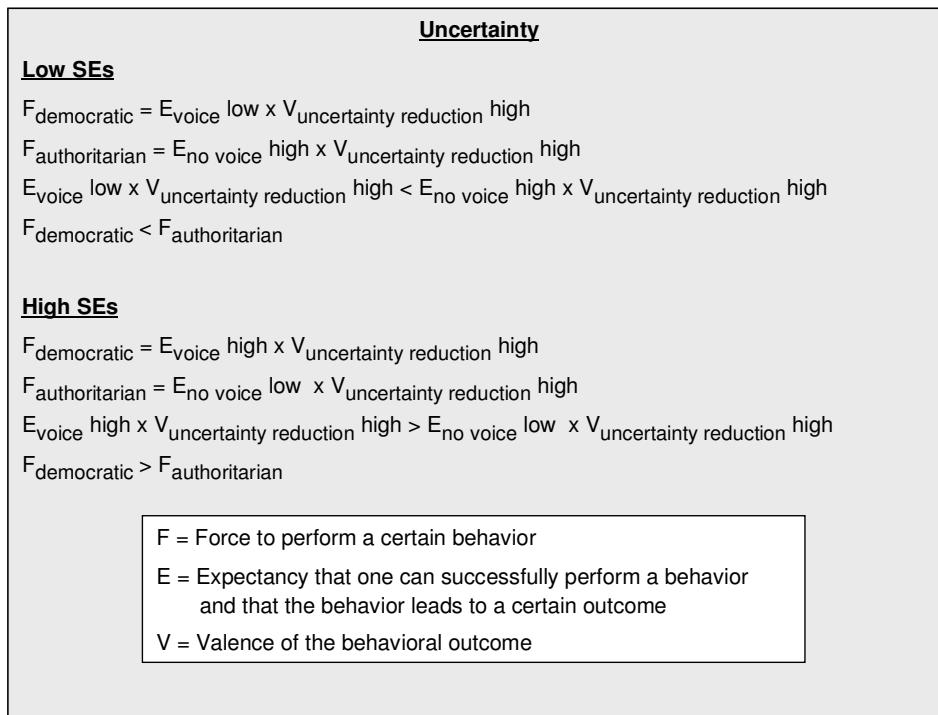 Uncertainty
Low SEs
Fdemocratic = Evoice low x Vuncertainty reduction high
Fauthoritarian = Eno voice high x Vuncertainty reduction high
Evoice low x Vuncertainty reduction high < Eno voice high x Vuncertainty reduction high
Fdemocratic < Fauthoritarian
High SEs
Fdemocratic = Evoice high x Vuncertainty reduction high
Fauthoritarian = Eno voice low x Vuncertainty reduction high
Evoice high x Vuncertainty reduction high > Eno voice low x Vuncertainty reduction high
Fdemocratic > Fauthoritarian
F = Force to perform a certain behavior
E = Expectancy that one can successfully perform a behavior
and that the behavior leads to a certain outcome
V = Valence of the behavioral outcome